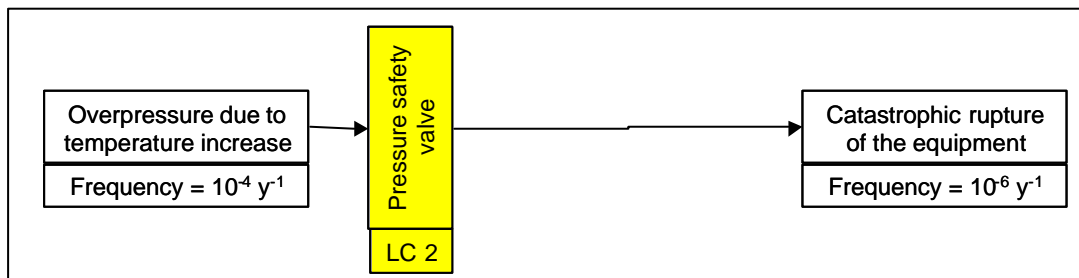 Overpressure due to
temperature increase
Frequency = 10⁻⁴ y⁻¹
Pressure safety
valve
LC 2
Catastrophic rupture
of the equipment
Frequency = 10⁻⁶ y⁻¹